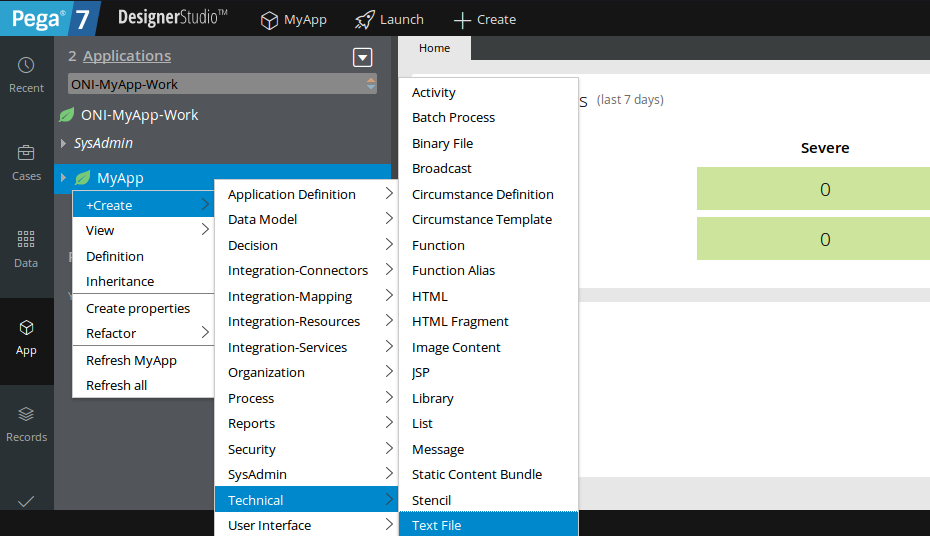 Pega® 7 DesignerStudio™ MyApp Launch Create
Recent
Cases
Data
App
Records
2 Applications
ONI-MyApp-Work
ONI-MyApp-Work
SysAdmin
MyApp
+Create
View
Definition
Inheritance
Create properties
Refactor
Refresh MyApp
Refresh all
Application Definition
Data Model
Decision
Integration-Connectors
Integration-Mapping
Integration-Resources
Integration-Services
Organization
Process
Reports
Security
SysAdmin
Technical
User Interface
Activity
Batch Process
Binary File
Broadcast
Circumstance Definition
Circumstance Template
Function
Function Alias
HTML
HTML Fragment
Image Content
JSP
Library
List
Message
Static Content Bundle
Stencil
Text File
Home
(last 7 days)
Severe
0
0